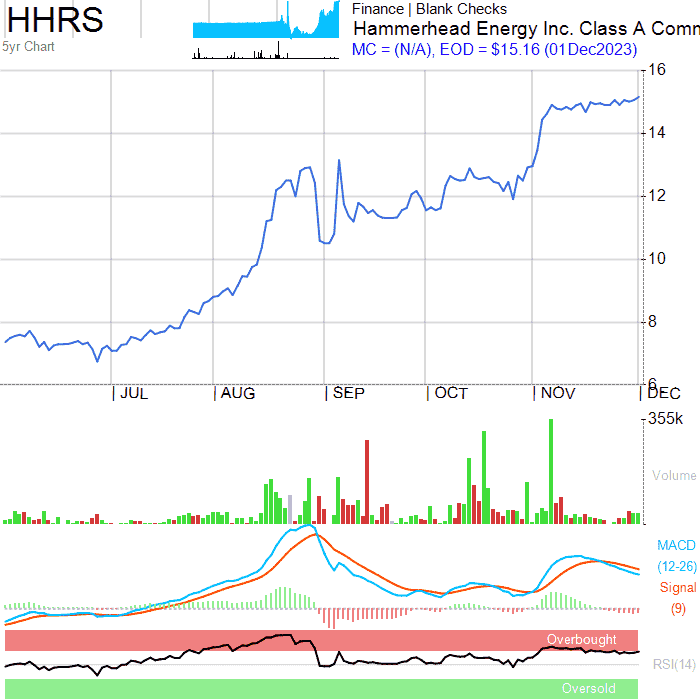 HHRS
5yr Chart
Finance | Blank Checks
Hammerhead Energy Inc. Class A Comm
MC = (N/A), EOD = $15.16 (01Dec2023)
16
14
12
10
8
6
JUL AUG SEP OCT NOV DEC
355k
Volume
MACD
(12-26)
Signal
(9)
Overbought
RSI(14)
Oversold